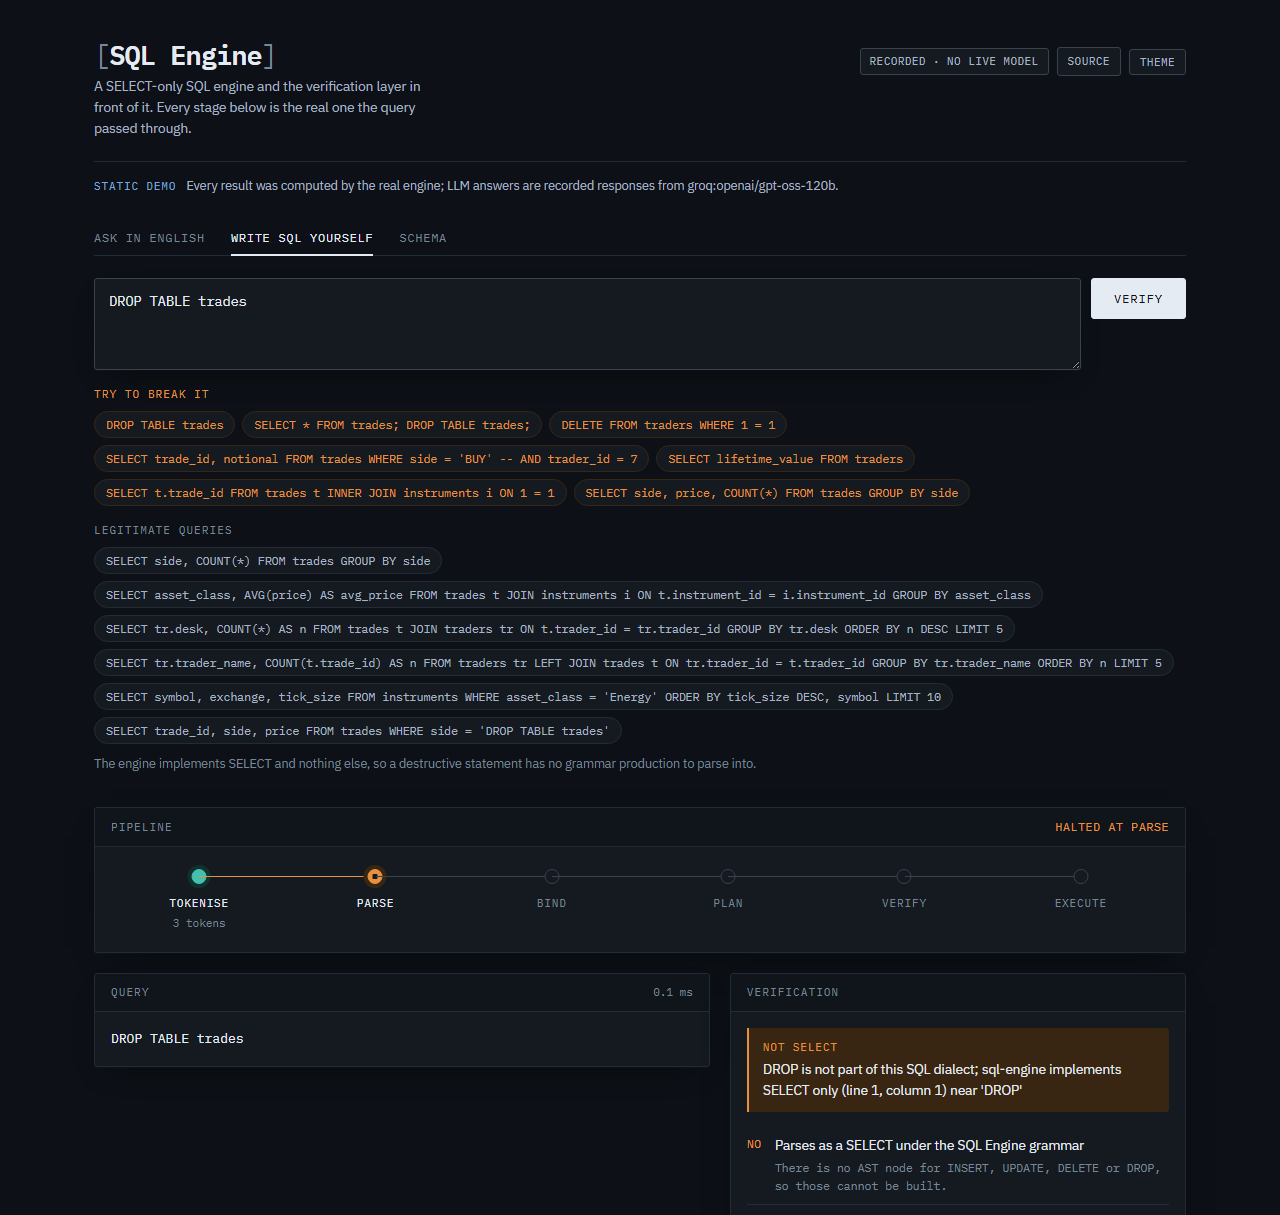 [SQL Engine]
RECORDED · NO LIVE MODEL
SOURCE
THEME
A SELECT-only SQL engine and the verification layer in
front of it. Every stage below is the real one the query
passed through.
STATIC DEMO Every result was computed by the real engine; LLM answers are recorded responses from groq:openai/gpt-oss-120b.
ASK IN ENGLISH
WRITE SQL YOURSELF
SCHEMA
DROP TABLE trades
VERIFY
TRY TO BREAK IT
DROP TABLE trades
SELECT * FROM trades; DROP TABLE trades;
DELETE FROM traders WHERE 1 = 1
SELECT trade_id, notional FROM trades WHERE side = 'BUY' -- AND trader_id = 7
SELECT lifetime_value FROM traders
SELECT t.trade_id FROM trades t INNER JOIN instruments i ON 1 = 1
SELECT side, price, COUNT(*) FROM trades GROUP BY side
LEGITIMATE QUERIES
SELECT side, COUNT(*) FROM trades GROUP BY side
SELECT asset_class, AVG(price) AS avg_price FROM trades t JOIN instruments i ON t.instrument_id = i.instrument_id GROUP BY asset_class
SELECT tr.desk, COUNT(*) AS n FROM trades t JOIN traders tr ON t.trader_id = tr.trader_id GROUP BY tr.desk ORDER BY n DESC LIMIT 5
SELECT tr.trader_name, COUNT(t.trade_id) AS n FROM traders tr LEFT JOIN trades t ON tr.trader_id = t.trader_id GROUP BY tr.trader_name ORDER BY n LIMIT 5
SELECT symbol, exchange, tick_size FROM instruments WHERE asset_class = 'Energy' ORDER BY tick_size DESC, symbol LIMIT 10
SELECT trade_id, side, price FROM trades WHERE side = 'DROP TABLE trades'
The engine implements SELECT and nothing else, so a destructive statement has no grammar production to parse into.
PIPELINE
HALTED AT PARSE
TOKENISE
PARSE
BIND
PLAN
VERIFY
EXECUTE
3 tokens
QUERY
0.1 ms
DROP TABLE trades
VERIFICATION
NOT SELECT
DROP is not part of this SQL dialect; sql-engine implements
SELECT only (line 1, column 1) near 'DROP'
NO Parses as a SELECT under the SQL Engine grammar
There is no AST node for INSERT, UPDATE, DELETE or DROP,
so those cannot be built.